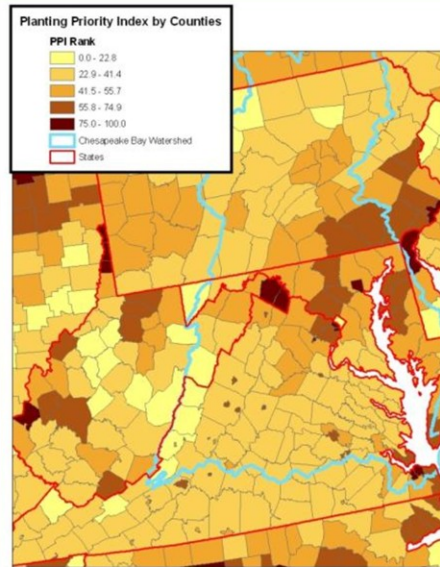 Planting Priority Index by Counties
PPI Rank
0.0 - 22.8
22.9 - 41.4
41.5 - 55.7
55.8 - 74.9
75.0 - 100.0
Chesapeake Bay Watershed
States